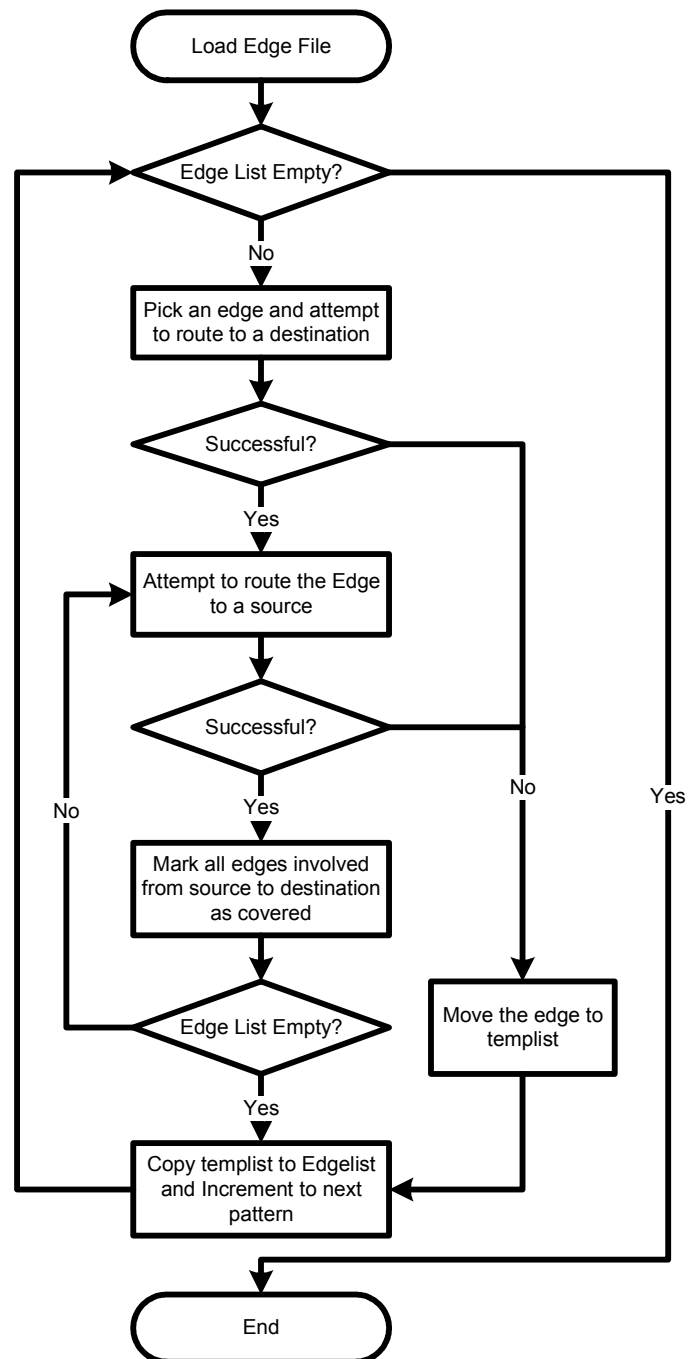 Load Edge File
Edge List Empty?
No
Pick an edge and attempt
to route to a destination
Successful?
Yes
Attempt to route the Edge
to a source
Successful?
No
Yes
No
Yes
Mark all edges involved
from source to destination
as covered
Edge List Empty?
Move the edge to
templist
Yes
Copy templist to Edgelist
and Increment to next
pattern
End